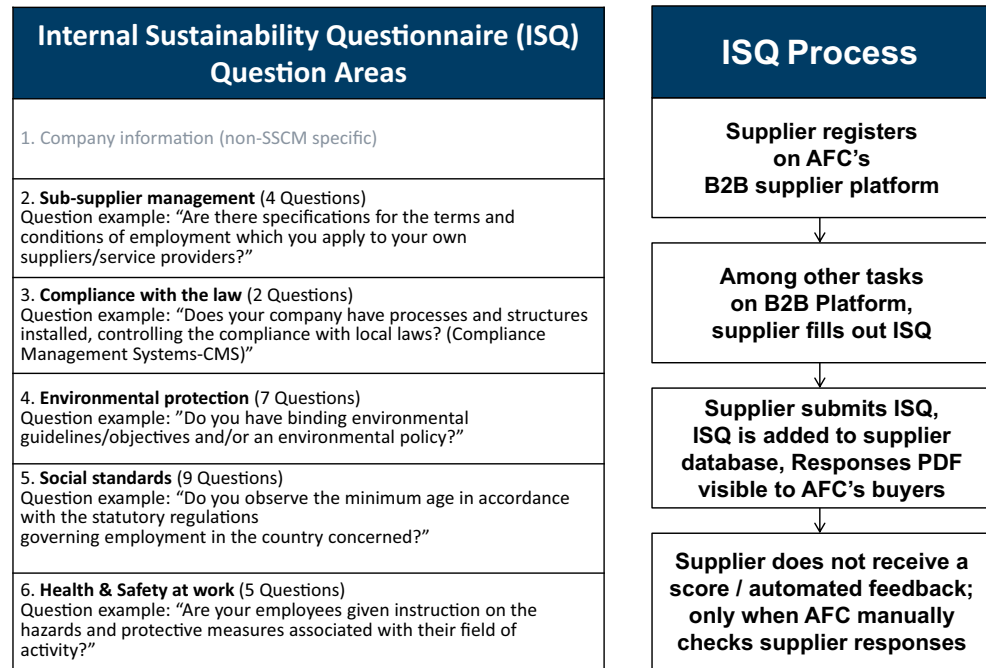 Internal Sustainability Questionnaire (ISQ)
Question Areas
1. Company information (non-SSCM specific)
2. Sub-supplier management (4 Questions)
Question example: “Are there specifications for the terms and
conditions of employment which you apply to your own
suppliers/service providers?”
3. Compliance with the law (2 Questions)
Question example: “Does your company have processes and structures
installed, controlling the compliance with local laws? (Compliance
Management Systems-CMS)”
4. Environmental protection (7 Questions)
Question example: ”Do you have binding environmental
guidelines/objectives and/or an environmental policy?”
5. Social standards (9 Questions)
Question example: “Do you observe the minimum age in accordance
with the statutory regulations
governing employment in the country concerned?”
6. Health & Safety at work (5 Questions)
Question example: “Are your employees given instruction on the
hazards and protective measures associated with their field of
activity?”
ISQ Process
Supplier registers
on AFC’s
B2B supplier platform
Among other tasks
on B2B Platform,
supplier fills out ISQ
Supplier submits ISQ,
ISQ is added to supplier
database, Responses PDF
visible to AFC’s buyers
Supplier does not receive a
score / automated feedback;
only when AFC manually
checks supplier responses